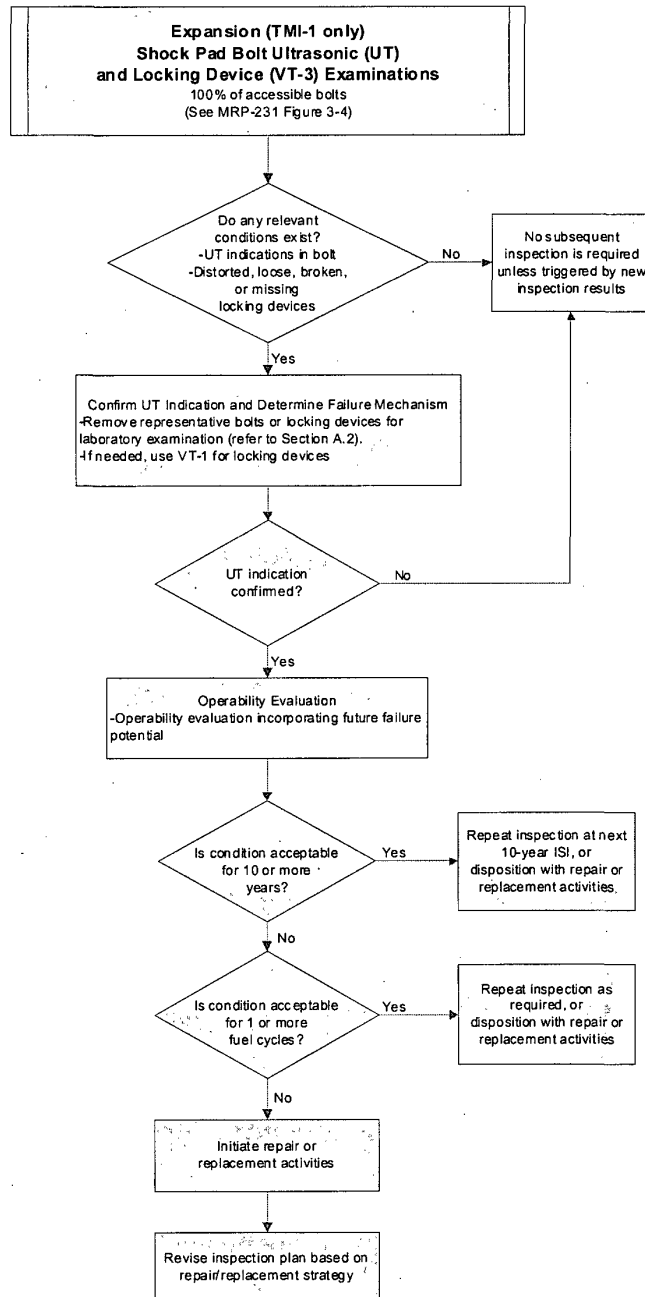 Expansion (TMI-1 only)
Shock Pad Bolt Ultrasonic (UT)
and Locking Device (VT-3) Examinations
100% of accessible bolts
(See MRP-231 Figure 3-4)
Do any relevant
conditions exist?
-UT indications in bolt
-Distorted, loose, broken,
or missing
locking devices
No
No subsequent
inspection is required
unless triggered by new
inspection results
Yes
Confirm UT Indication and Determine Failure Mechanism
-Remove representative bolts or locking devices for
laboratory examination (refer to Section A.2).
-If needed, use VT-1 for locking devices
UT indication
confirmed?
No
Yes
Operability Evaluation
-Operability evaluation incorporating future failure
potential
Is condition acceptable
for 10 or more
years?
Yes
Repeat inspection at next
10-year ISI, or
disposition with repair or
replacement activities.
No
Is condition acceptable
for 1 or more
fuel cycles?
Yes
Repeat inspection as
required, or
disposition with repair or
replacement activities
No
Initiate repair or
replacement activities
Revise inspection plan based on
repair/replacement strategy